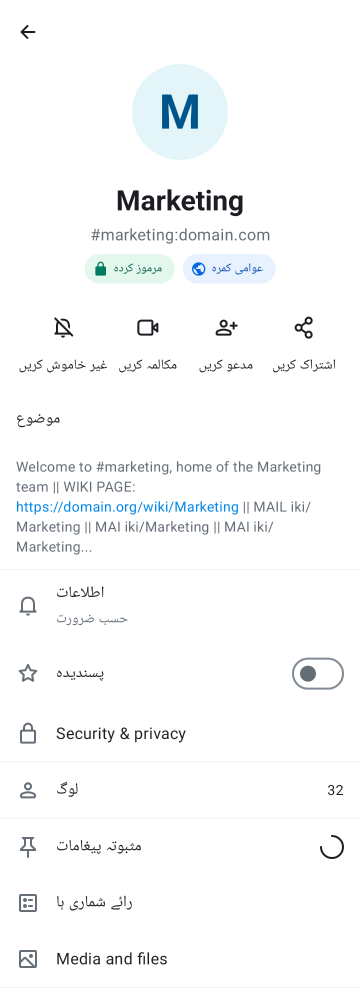 M
Marketing
#marketing:domain.com
مرموز کردہ
عوامی کمرہ
غیر خاموش کریں
مکالمہ کریں
مدعو کریں
اشتراک کریں
موضوع
Welcome to #marketing, home of the Marketing
team || WIKI PAGE:
https://domain.org/wiki/Marketing || MAIL iki/
Marketing || MAI iki/Marketing || MAI iki/
Marketing...
اطلاعات
حسب ضرورت
پسندیدہ
Security & privacy
لوگ
32
مثبوتہ پیغامات
رائے شماری ہا
Media and files